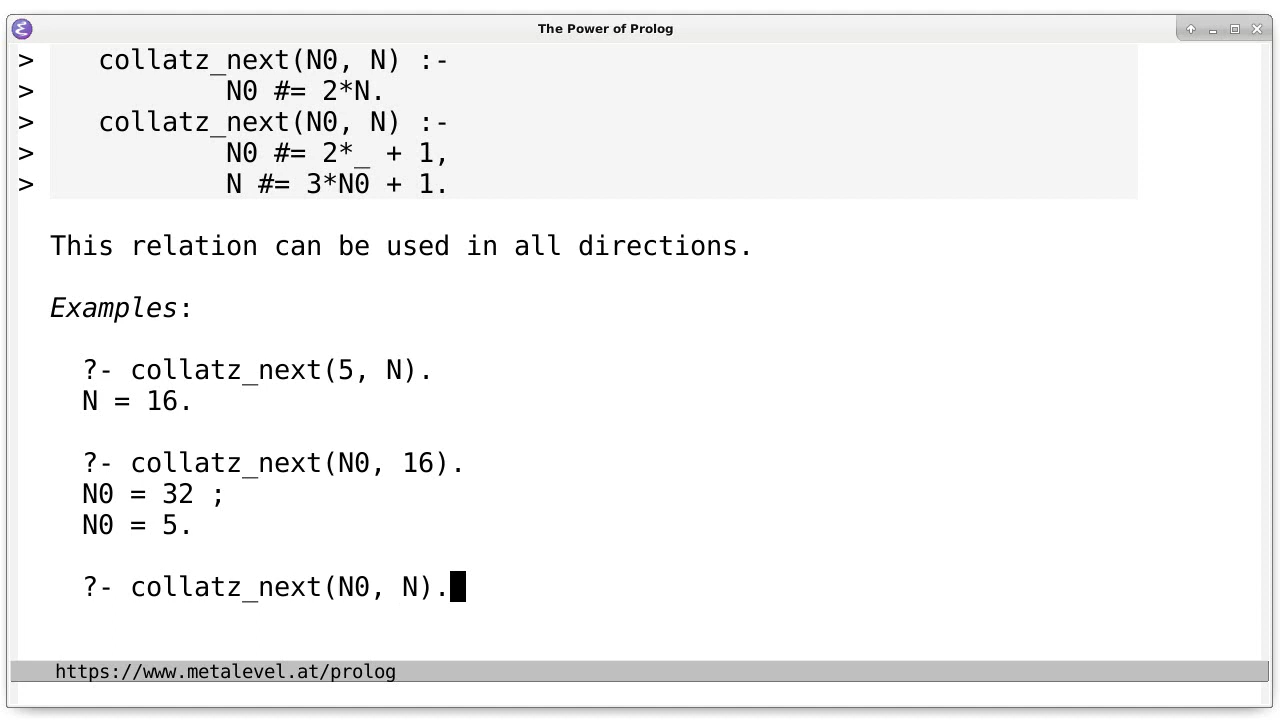 The Power of Prolog
> collatz_next(N0, N) :-
> N0 #= 2*N.
> collatz_next(N0, N) :-
> N0 #= 2*_ + 1,
> N #= 3*N0 + 1.
This relation can be used in all directions.
Examples:
?- collatz_next(5, N).
N = 16.
?- collatz_next(N0, 16).
N0 = 32 ;
N0 = 5.
?- collatz_next(N0, N).
https://www.metalevel.at/prolog